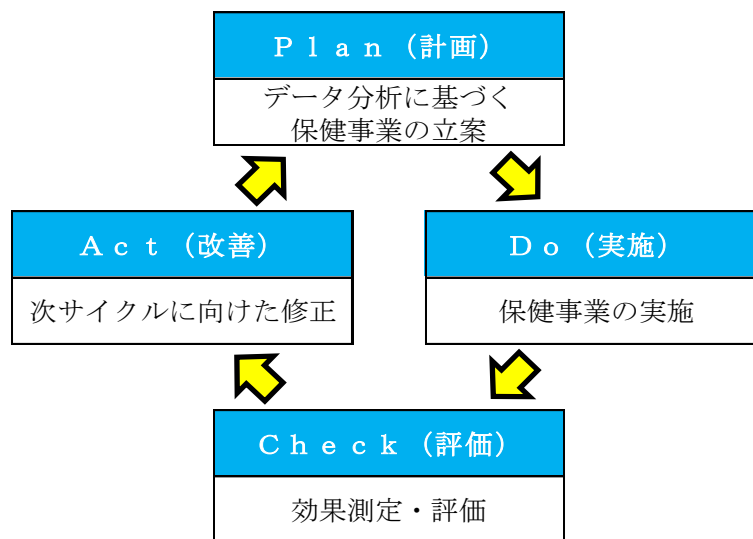 Ｐｌａｎ（計画）
データ分析に基づく
保健事業の立案
Ａｃｔ（改善）
次サイクルに向けた修正
Ｄｏ（実施）
保健事業の実施
Ｃｈｅｃｋ（評価）
効果測定・評価